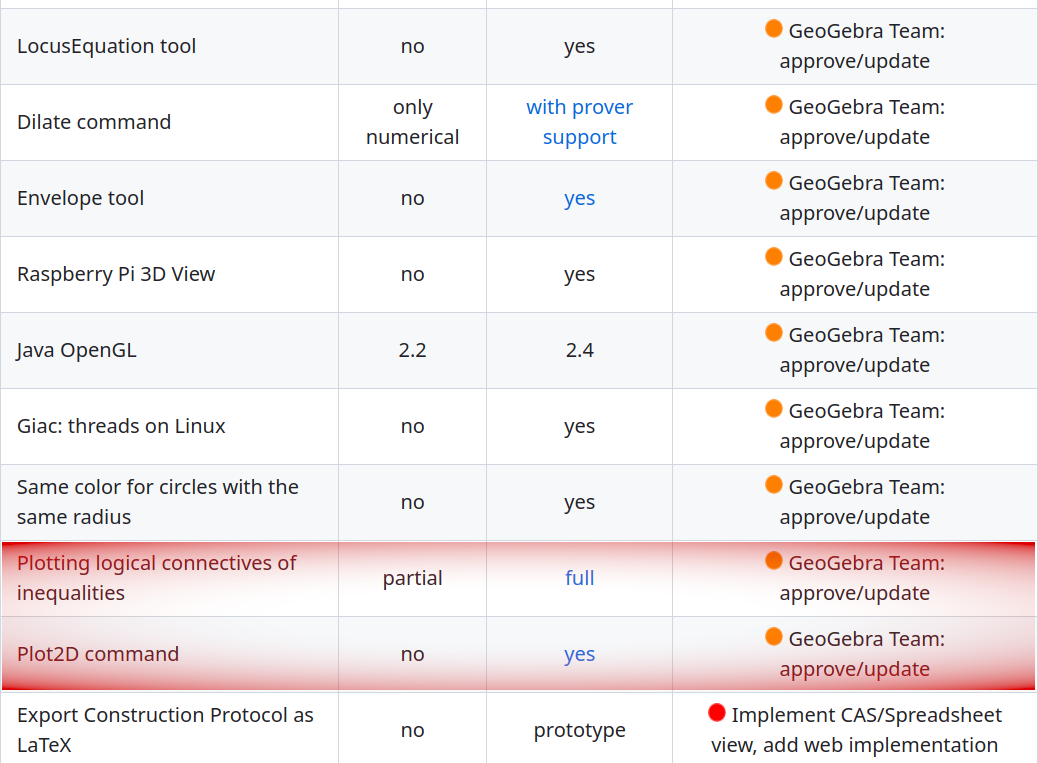 LocusEquation tool
no
yes
GeoGebra Team:
approve/update
Dilate command
only
numerical
with prover
support
GeoGebra Team:
approve/update
Envelope tool
no
yes
GeoGebra Team:
approve/update
Raspberry Pi 3D View
no
yes
GeoGebra Team:
approve/update
Java OpenGL
2.2
2.4
GeoGebra Team:
approve/update
Giac: threads on Linux
no
yes
GeoGebra Team:
approve/update
Same color for circles with the
same radius
no
yes
GeoGebra Team:
approve/update
Plotting logical connectives of
inequalities
partial
full
GeoGebra Team:
approve/update
Plot2D command
no
yes
GeoGebra Team:
approve/update
Export Construction Protocol as
LaTeX
no
prototype
Implement CAS/Spreadsheet
view, add web implementation